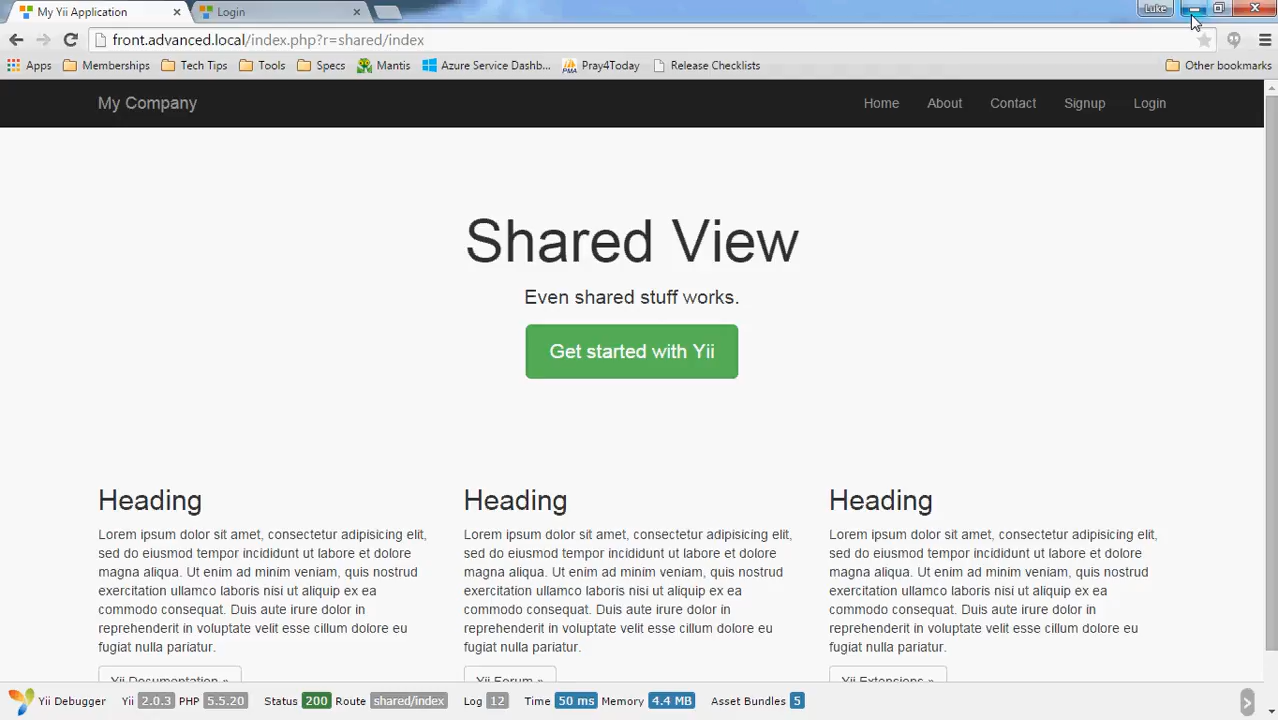 My Yii Application
Login
Luke
front.advanced.local/index.php?r=shared/index
Apps Memberships Tech Tips Tools Specs Mantis Azure Service Dashb... Pray4Today Release Checklists Other bookmarks
My Company Home About Contact Signup Login
Shared View
Even shared stuff works.
Get started with Yii
Heading
Lorem ipsum dolor sit amet, consectetur adipisicing elit,
sed do eiusmod tempor incididunt ut labore et dolore
magna aliqua. Ut enim ad minim veniam, quis nostrud
exercitation ullamco laboris nisi ut aliquip ex ea
commodo consequat. Duis aute irure dolor in
reprehenderit in voluptate velit esse cillum dolore eu
fugiat nulla pariatur.
Yii Documentation »
Heading
Lorem ipsum dolor sit amet, consectetur adipisicing elit,
sed do eiusmod tempor incididunt ut labore et dolore
magna aliqua. Ut enim ad minim veniam, quis nostrud
exercitation ullamco laboris nisi ut aliquip ex ea
commodo consequat. Duis aute irure dolor in
reprehenderit in voluptate velit esse cillum dolore eu
fugiat nulla pariatur.
Yii Forum »
Heading
Lorem ipsum dolor sit amet, consectetur adipisicing elit,
sed do eiusmod tempor incididunt ut labore et dolore
magna aliqua. Ut enim ad minim veniam, quis nostrud
exercitation ullamco laboris nisi ut aliquip ex ea
commodo consequat. Duis aute irure dolor in
reprehenderit in voluptate velit esse cillum dolore eu
fugiat nulla pariatur.
Yii Extensions »
Yii Debugger Yii 2.0.3 PHP 5.5.20 Status 200 Route shared/index Log 12 Time 50 ms Memory 4.4 MB Asset Bundles 5